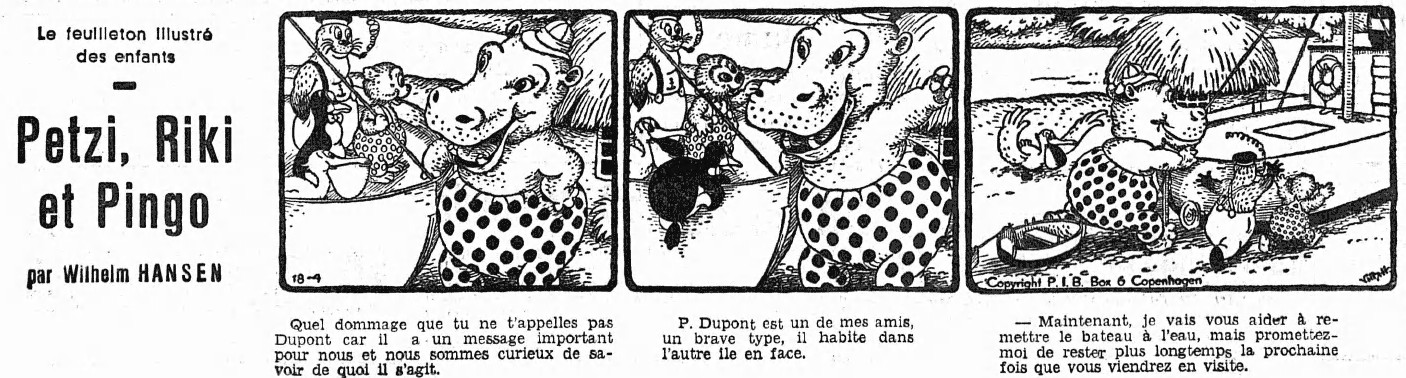 Le feuilleton illustré
des enfants
Petzi, Riki
et Pingo
par Wilhelm HANSEN
18-4
Copyright P. I. B. Box 6 Copenhagen
Quel dommage que tu ne t'appelles pas
Dupont car il a un message important
pour nous et nous sommes curieux de sa-
voir de quoi il s'agit.
P. Dupont est un de mes amis,
un brave type, il habite dans
l'autre île en face.
— Maintenant, je vais vous aider à re-
mettre le bateau à l'eau, mais promettez-
moi de rester plus longtemps la prochaine
fois que vous viendrez en visite.